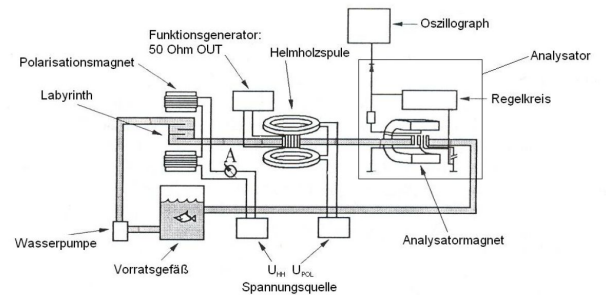 Oszillograph
Funktionsgenerator:
50 Ohm OUT
Helmholzspule
Polarisationsmagnet
Analysator
Labyrinth
Regelkreis
A
Wasserpumpe
Vorratsgefäß
U_HH U_POL
Spannungsquelle
Analysatormagnet